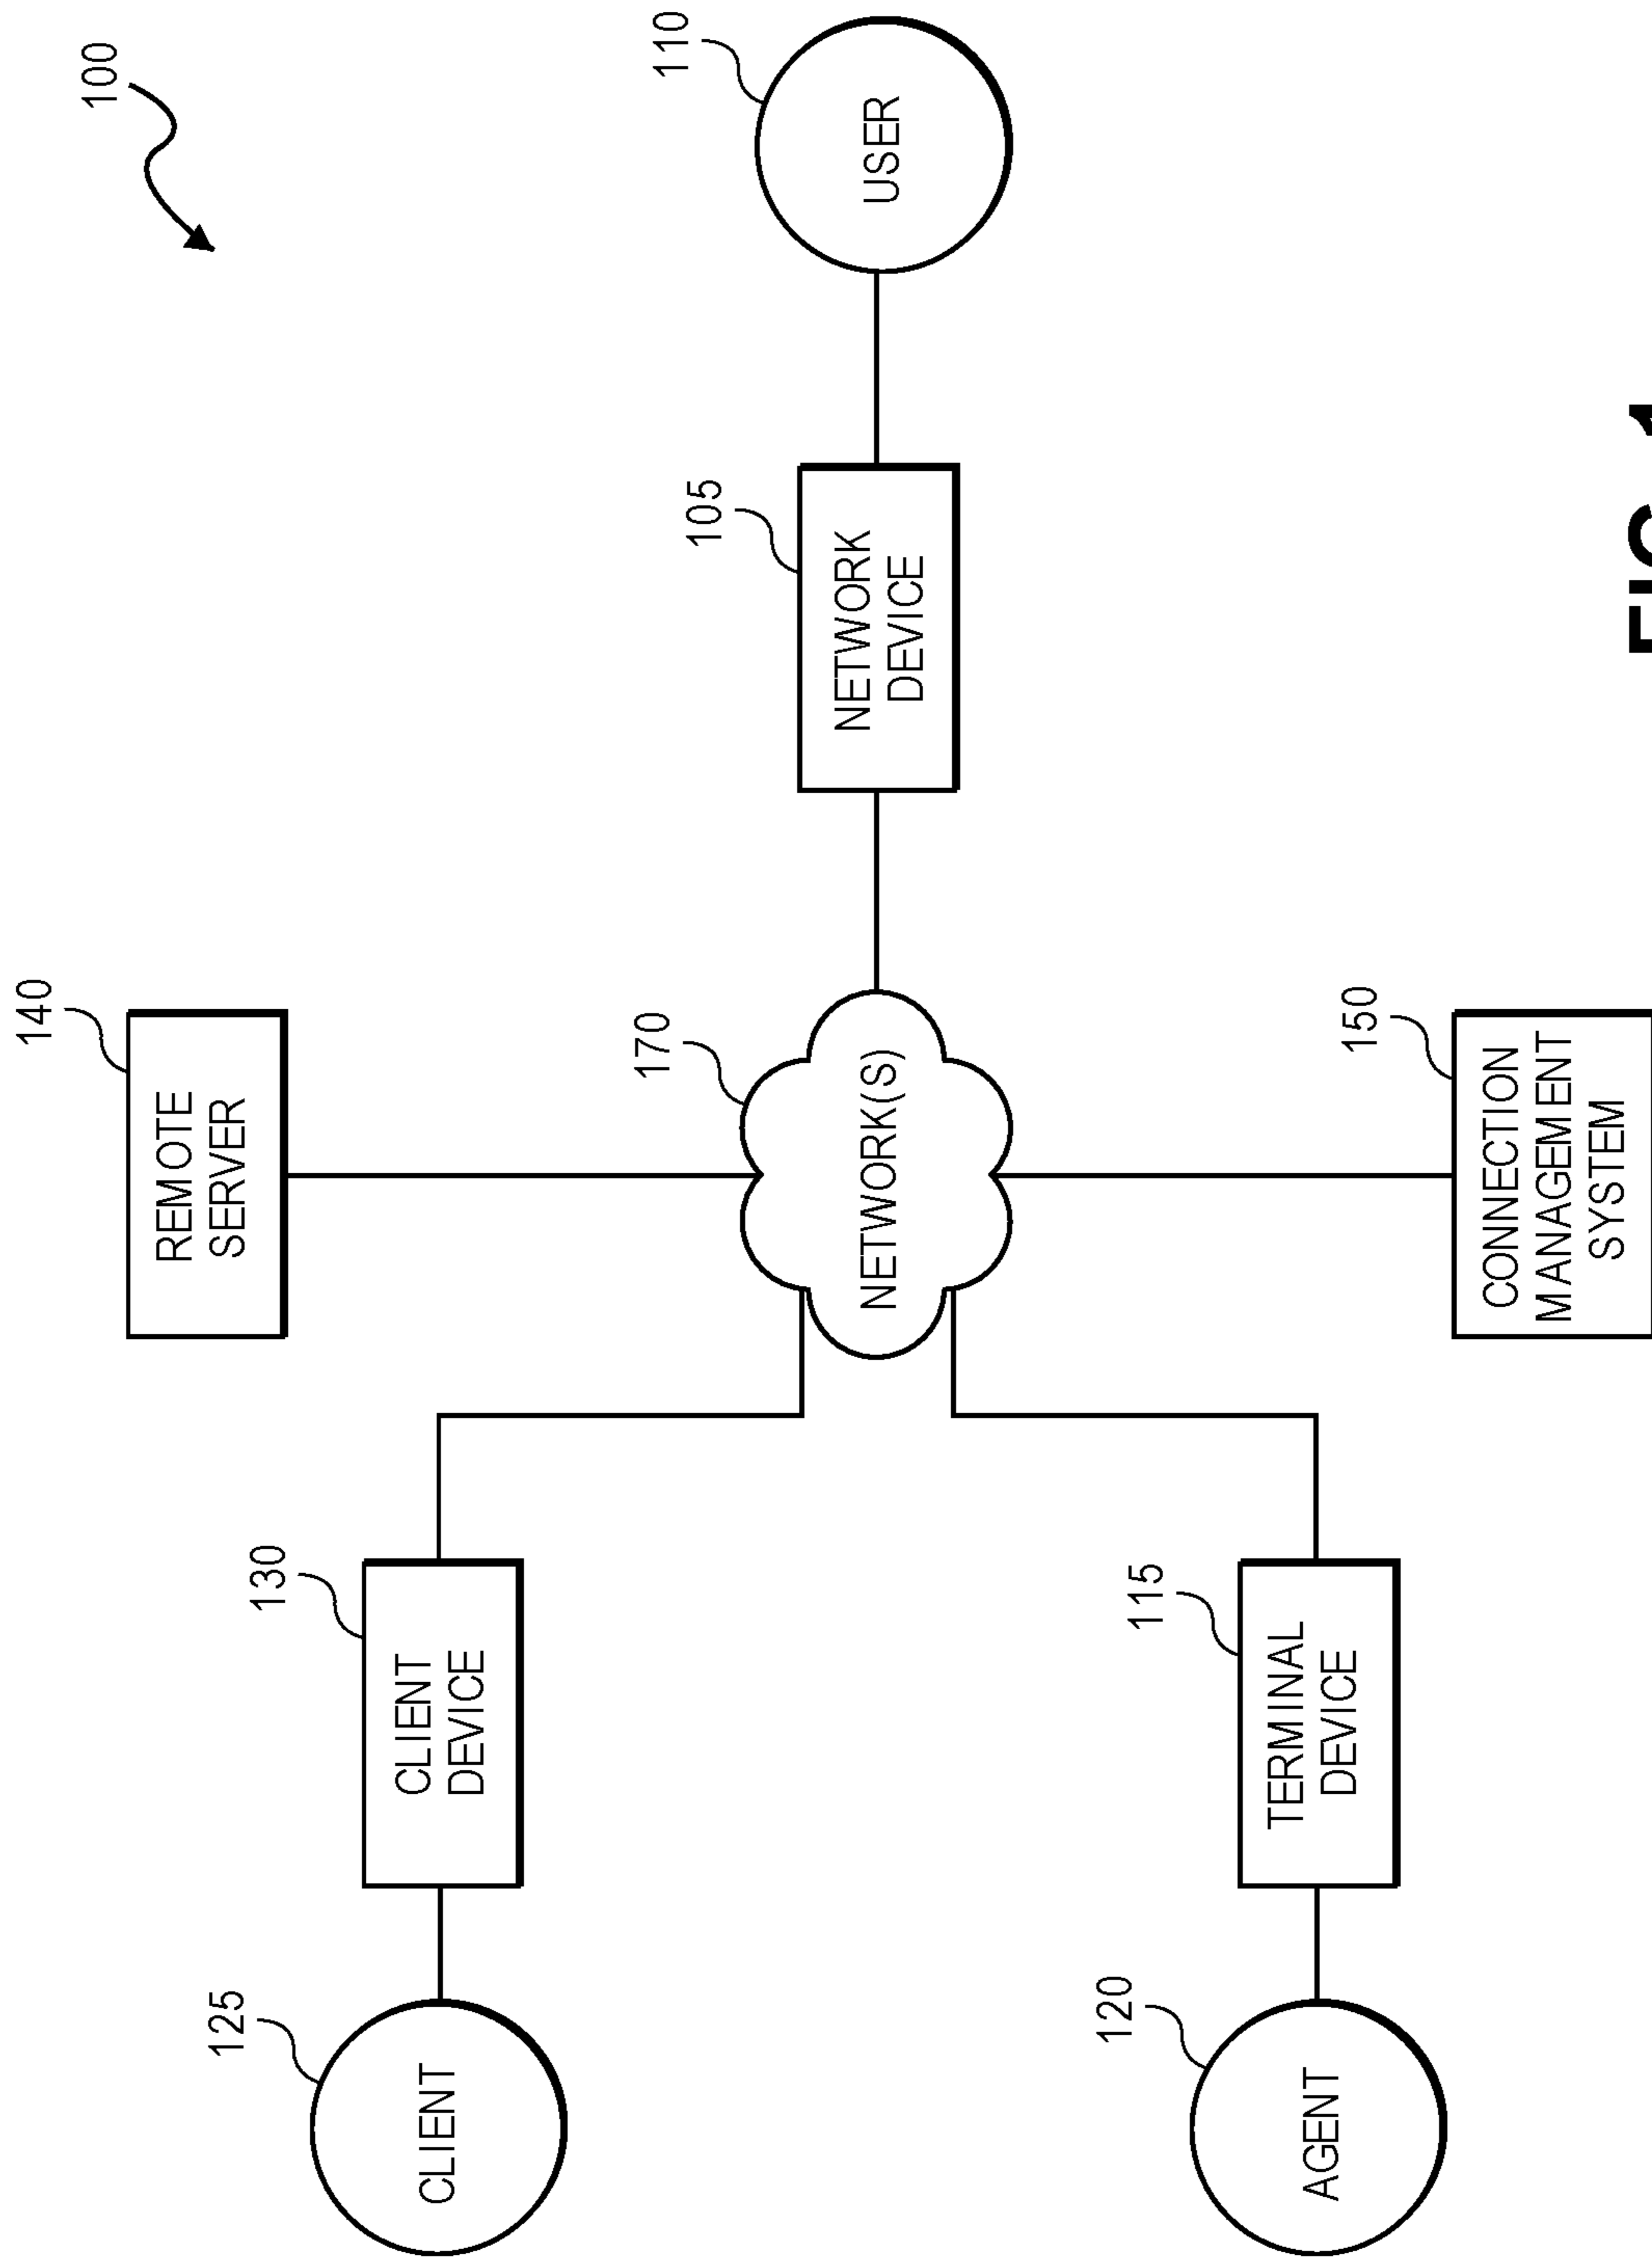 140
100
REMOTE
SERVER
125
130
CLIENT
CLIENT
DEVICE
170
110
105
NETWORK(S)
USER
NETWORK
DEVICE
120
115
AGENT
TERMINAL
DEVICE
150
CONNECTION
MANAGEMENT
SYSTEM